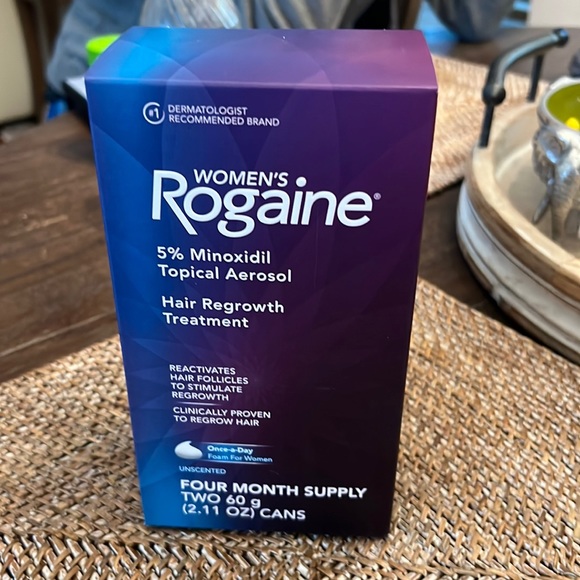 #1 DERMATOLOGIST
RECOMMENDED BRAND
WOMEN'S
Rogaine®
5% Minoxidil
Topical Aerosol
Hair Regrowth
Treatment
REACTIVATES
HAIR FOLLICLES
TO STIMULATE
REGROWTH
CLINICALLY PROVEN
TO REGROW HAIR
Once-a-Day
Foam For Women
UNSCENTED
FOUR MONTH SUPPLY
TWO 60 g
(2.11 OZ) CANS